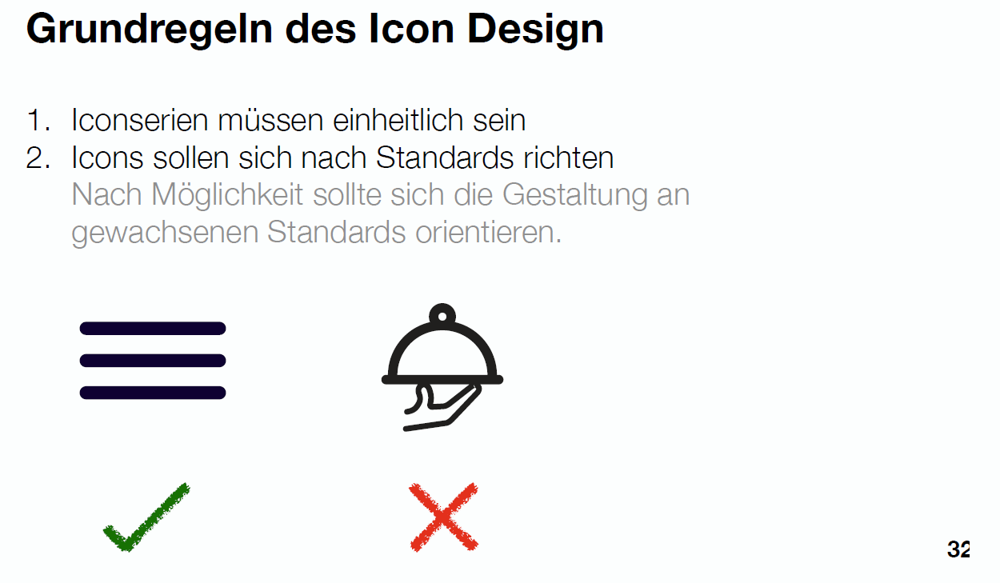 Grundregeln des Icon Design
1. Iconserien müssen einheitlich sein
2. Icons sollen sich nach Standards richten
Nach Möglichkeit sollte sich die Gestaltung an
gewachsenen Standards orientieren.
32